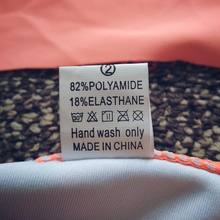 ②
82%POLYAMIDE
18%ELASTHANE
Hand wash only
MADE IN CHINA